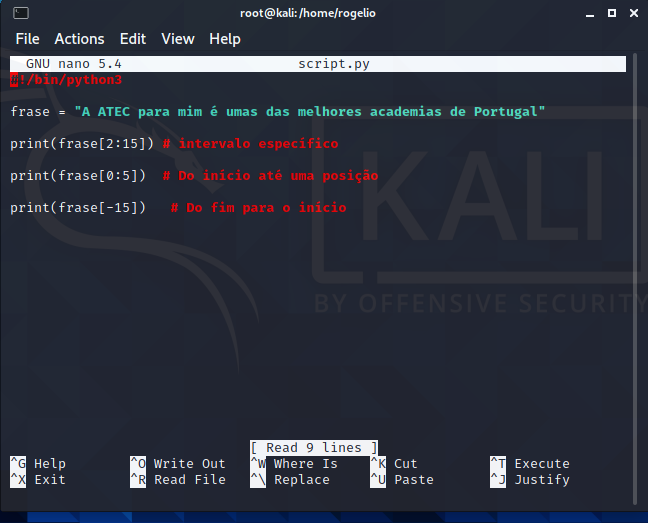 root@kali:/home/rogelio
File Actions Edit View Help
GNU nano 5.4 script.py
#!/bin/python3
frase = "A ATEC para mim é umas das melhores academias de Portugal"
print(frase[2:15]) # intervalo especifico
print(frase[0:5])  # Do inicio até uma posição
print(frase[-15])   # Do fim para o inicio
KALI
BY OFFENSIVE SECURITY
[ Read 9 lines ]
^G Help ^O Write Out ^W Where Is ^K Cut ^T Execute
^X Exit ^R Read File ^\ Replace ^U Paste ^J Justify